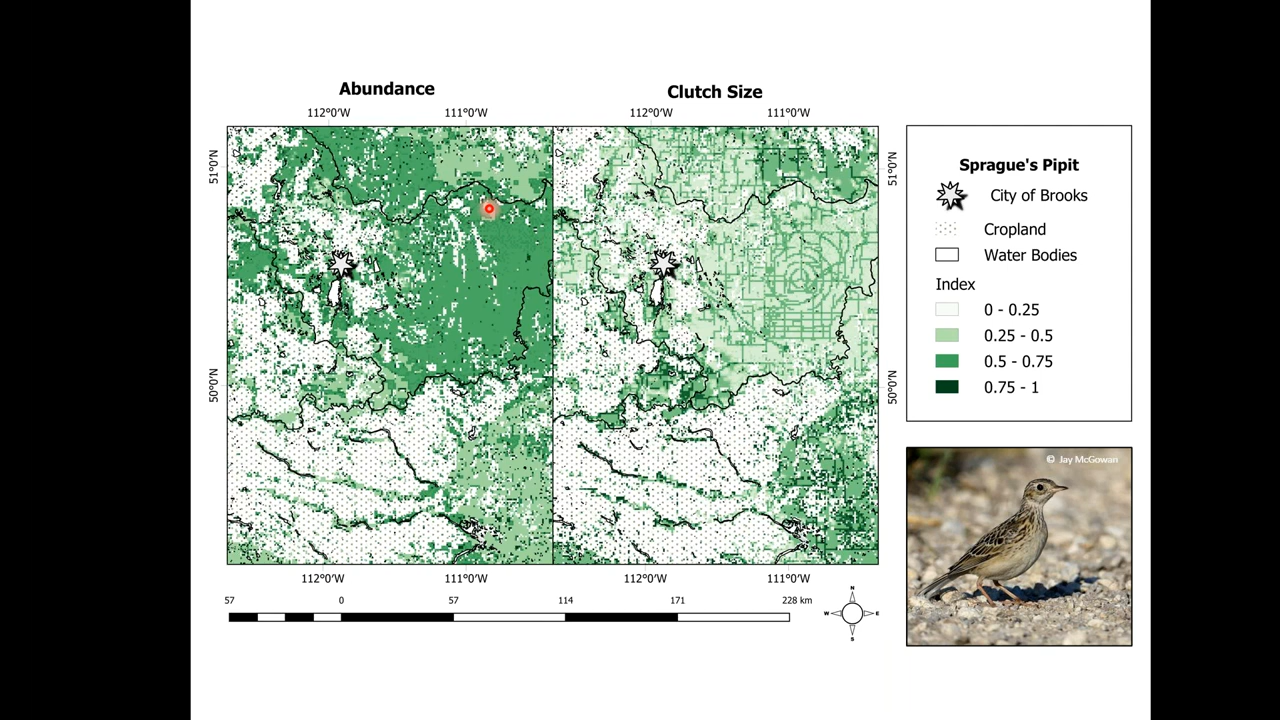 Abundance
Clutch Size
112°0'W
111°0'W
112°0'W
111°0'W
51°0'N
50°0'N
51°0'N
50°0'N
112°0'W
111°0'W
112°0'W
111°0'W
57
0
57
114
171
228 km
N
W
E
S
Sprague's Pipit
City of Brooks
Cropland
Water Bodies
Index
0 - 0.25
0.25 - 0.5
0.5 - 0.75
0.75 - 1
© Jay McGowan